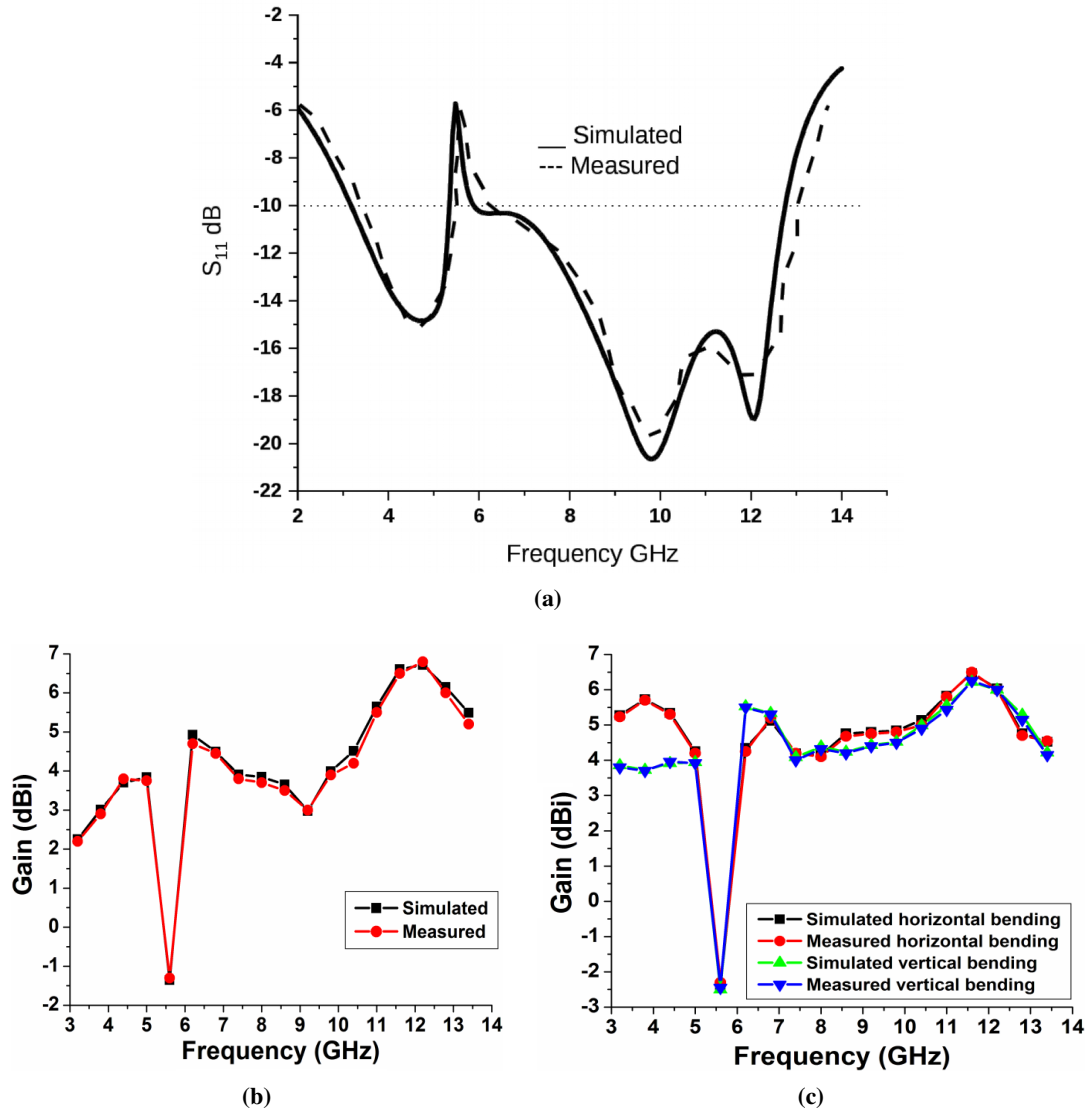 -2
-4
-6
-8
-10
-12
-14
-16
-18
-20
-22
S11 dB
Simulated
Measured
2 4 6 8 10 12 14
Frequency GHz
(a)
7
6
5
4
3
2
1
0
-1
-2
Gain (dBi)
Simulated
Measured
3 4 5 6 7 8 9 10 11 12 13 14
Frequency (GHz)
(b)
7
6
5
4
3
2
1
0
-1
-2
-3
Gain (dBi)
Simulated horizontal bending
Measured horizontal bending
Simulated vertical bending
Measured vertical bending
3 4 5 6 7 8 9 10 11 12 13 14
Frequency (GHz)
(c)